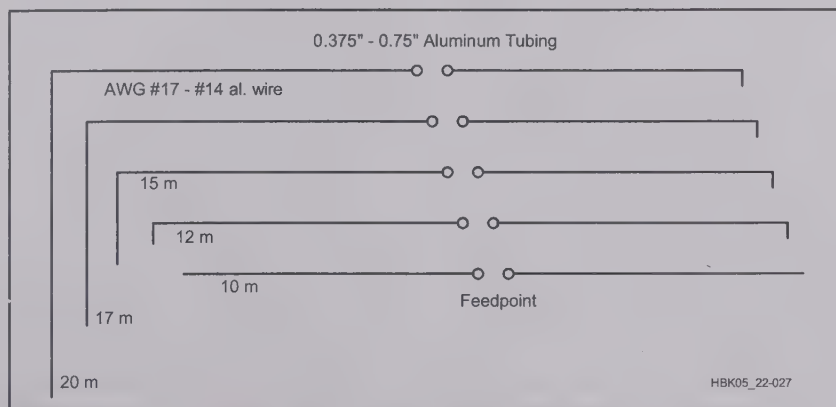 0.375" - 0.75" Aluminum Tubing
AWG #17 - #14 al. wire
15 m
12 m
10 m
Feedpoint
17 m
20 m
HBK05_22-027